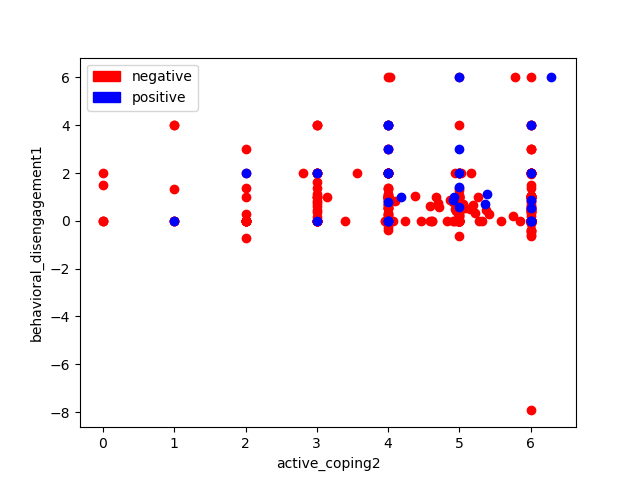 negative
positive
6
4
2
0
−2
−4
−6
−8
behavioral_disengagement1
0 1 2 3 4 5 6
active_coping2